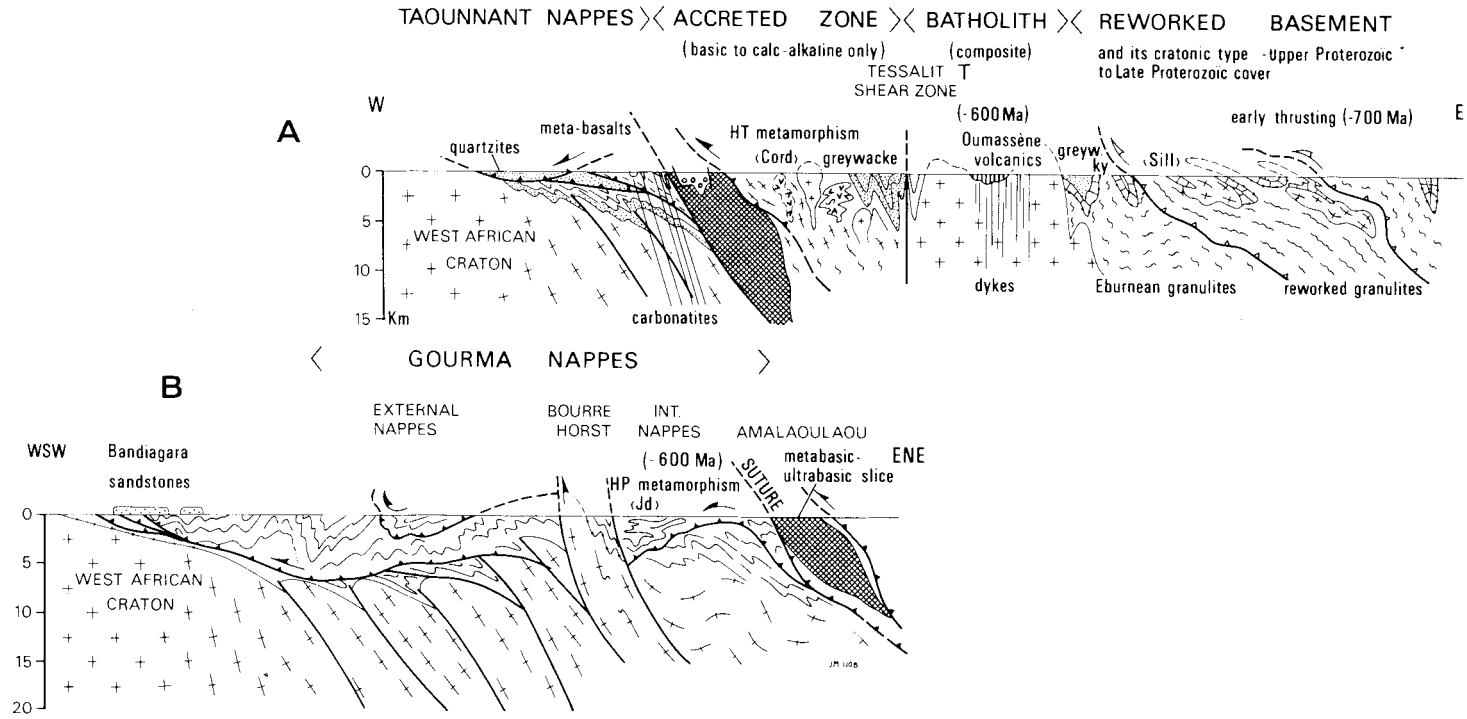 TAOUNNANT NAPPES
ACCRETED ZONE
(basic to calc-alkaline only)
BATHOLITH
(composite)
REWORKED BASEMENT
and its cratonic type -Upper Proterozoïc
to Late Proterozoïc cover
TESSALIT T
SHEAR ZONE
A
W
E
(-600 Ma)
early thrusting (-700 Ma)
meta-basalts
quartzites
HT metamorphism
(Cord) greywacke
Oumassène
volcanics
greyw.
ky
(Sill)
0
5
10
15 Km
WEST AFRICAN
CRATON
carbonatites
dykes
Eburnean granulites
reworked granulites
GOURMA NAPPES
B
EXTERNAL
NAPPES
BOURRE
HORST
INT.
NAPPES
(-600 Ma)
HP metamorphism
(Jd)
AMALAOULAOU
metabasic-
ultrabasic slice
SUTURE
WSW
ENE
Bandiagara
sandstones
0
5
10
15
20
WEST AFRICAN
CRATON